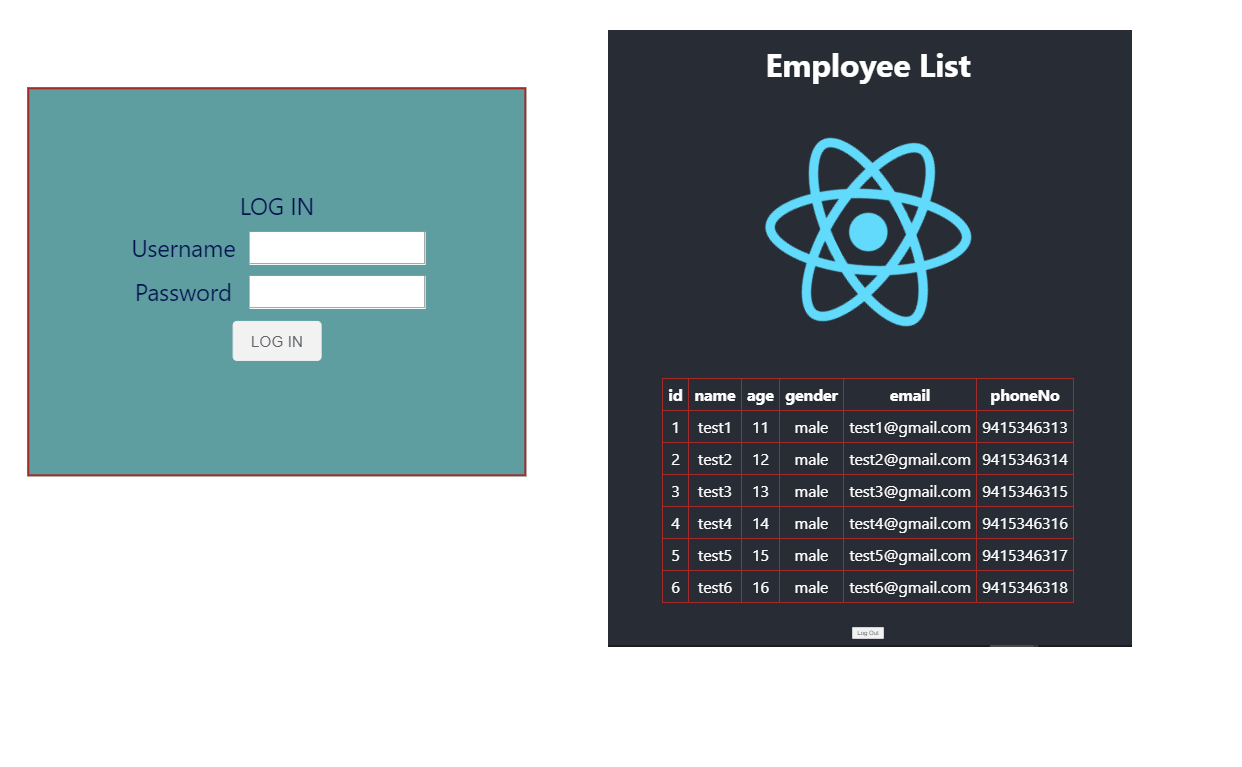 LOG IN
Username
Password
LOG IN
Employee List
id name age gender email phoneNo
1 test1 11 male test1@gmail.com 9415346313
2 test2 12 male test2@gmail.com 9415346314
3 test3 13 male test3@gmail.com 9415346315
4 test4 14 male test4@gmail.com 9415346316
5 test5 15 male test5@gmail.com 9415346317
6 test6 16 male test6@gmail.com 9415346318
Log Out